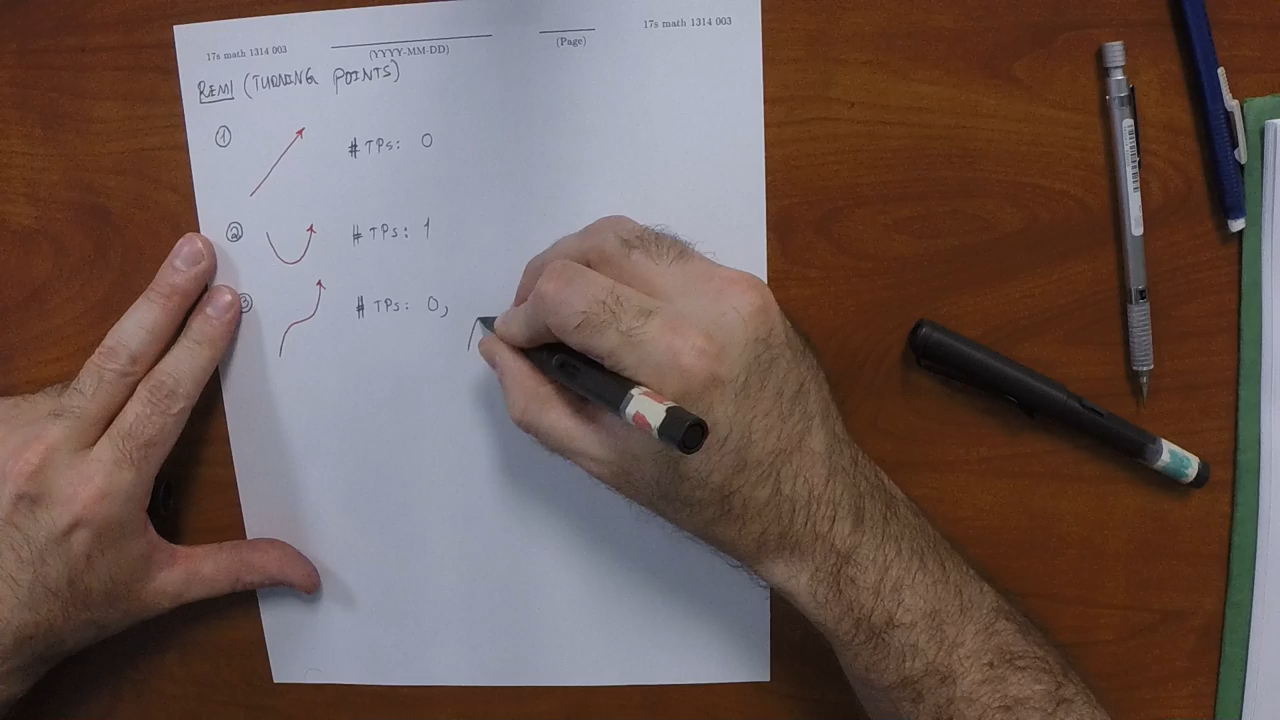 17s math 1314 003
(YYYY-MM-DD)
(Page)
17s math 1314 003
REM (TURNING POINTS)
① # TPs: 0
② # TPs: 1
③ # TPs: 0,